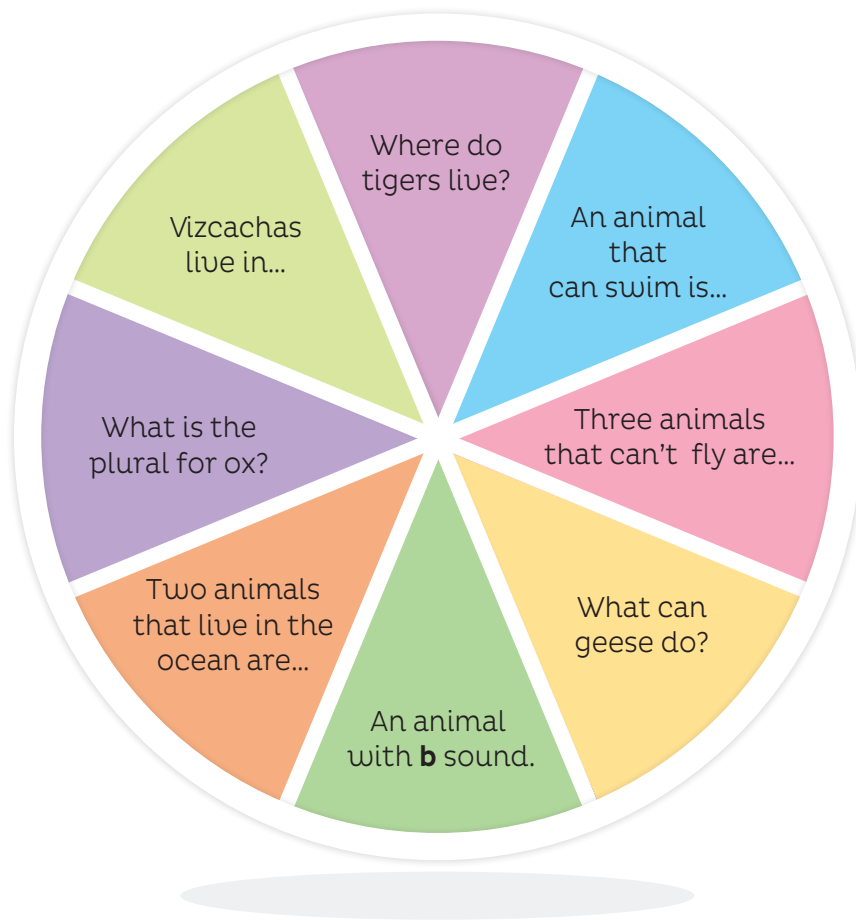 Where do
tigers live?
An animal
that
can swim is...
Three animals
that can't fly are...
What can
geese do?
An animal
with b sound.
Two animals
that live in the
ocean are...
What is the
plural for ox?
Vizcachas
live in...